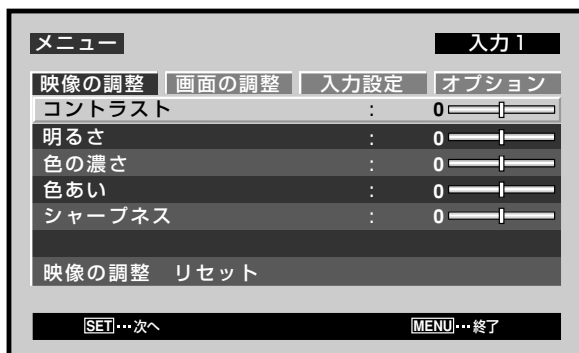 メニュー 入力1
映像の調整 画面の調整 入力設定 オプション
コントラスト : 0
明るさ : 0
色の濃さ : 0
色あい : 0
シャープネス : 0
映像の調整 リセット
SET…次へ MENU…終了